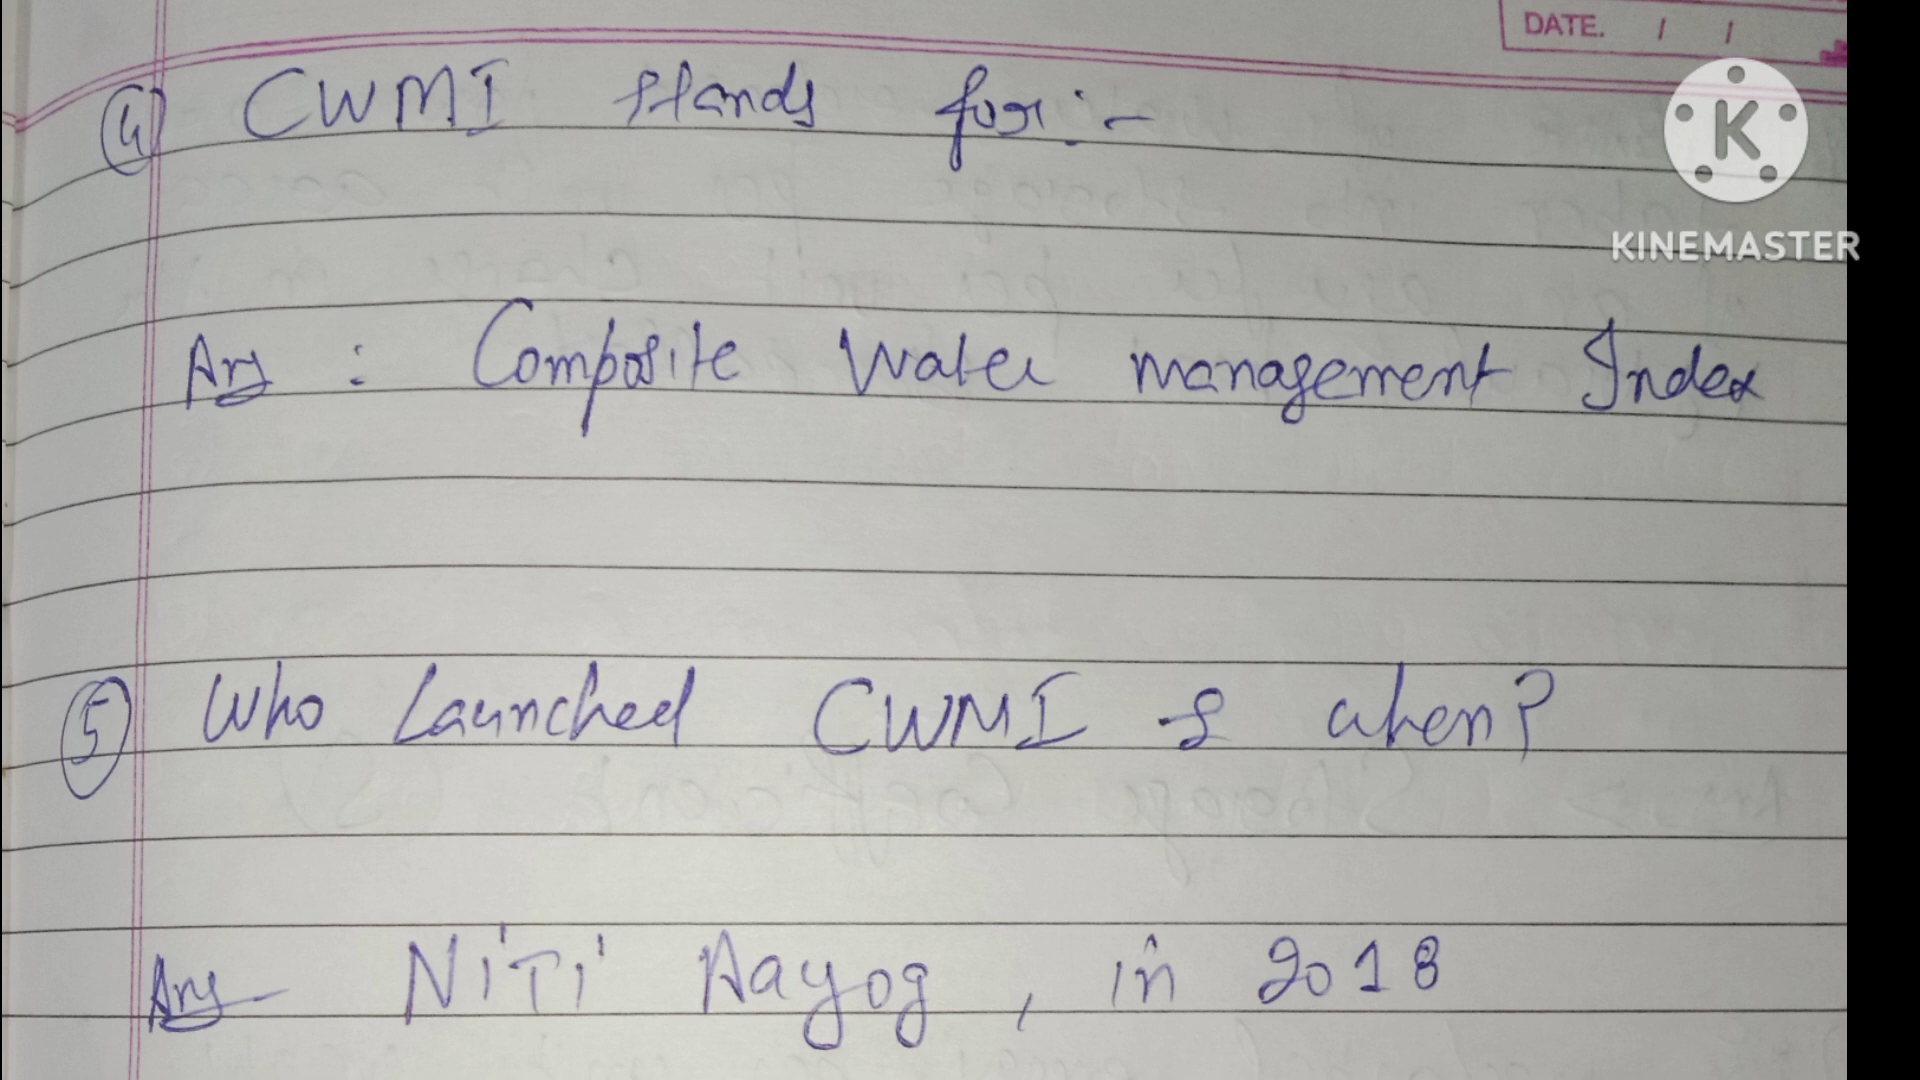 DATE. / /
④ CWMI stands for :-
K
KINEMASTER
Ans : Composite Water management Index
⑤ Who Launched CWMI & when?
Ans NiTi Aayog , in 2018